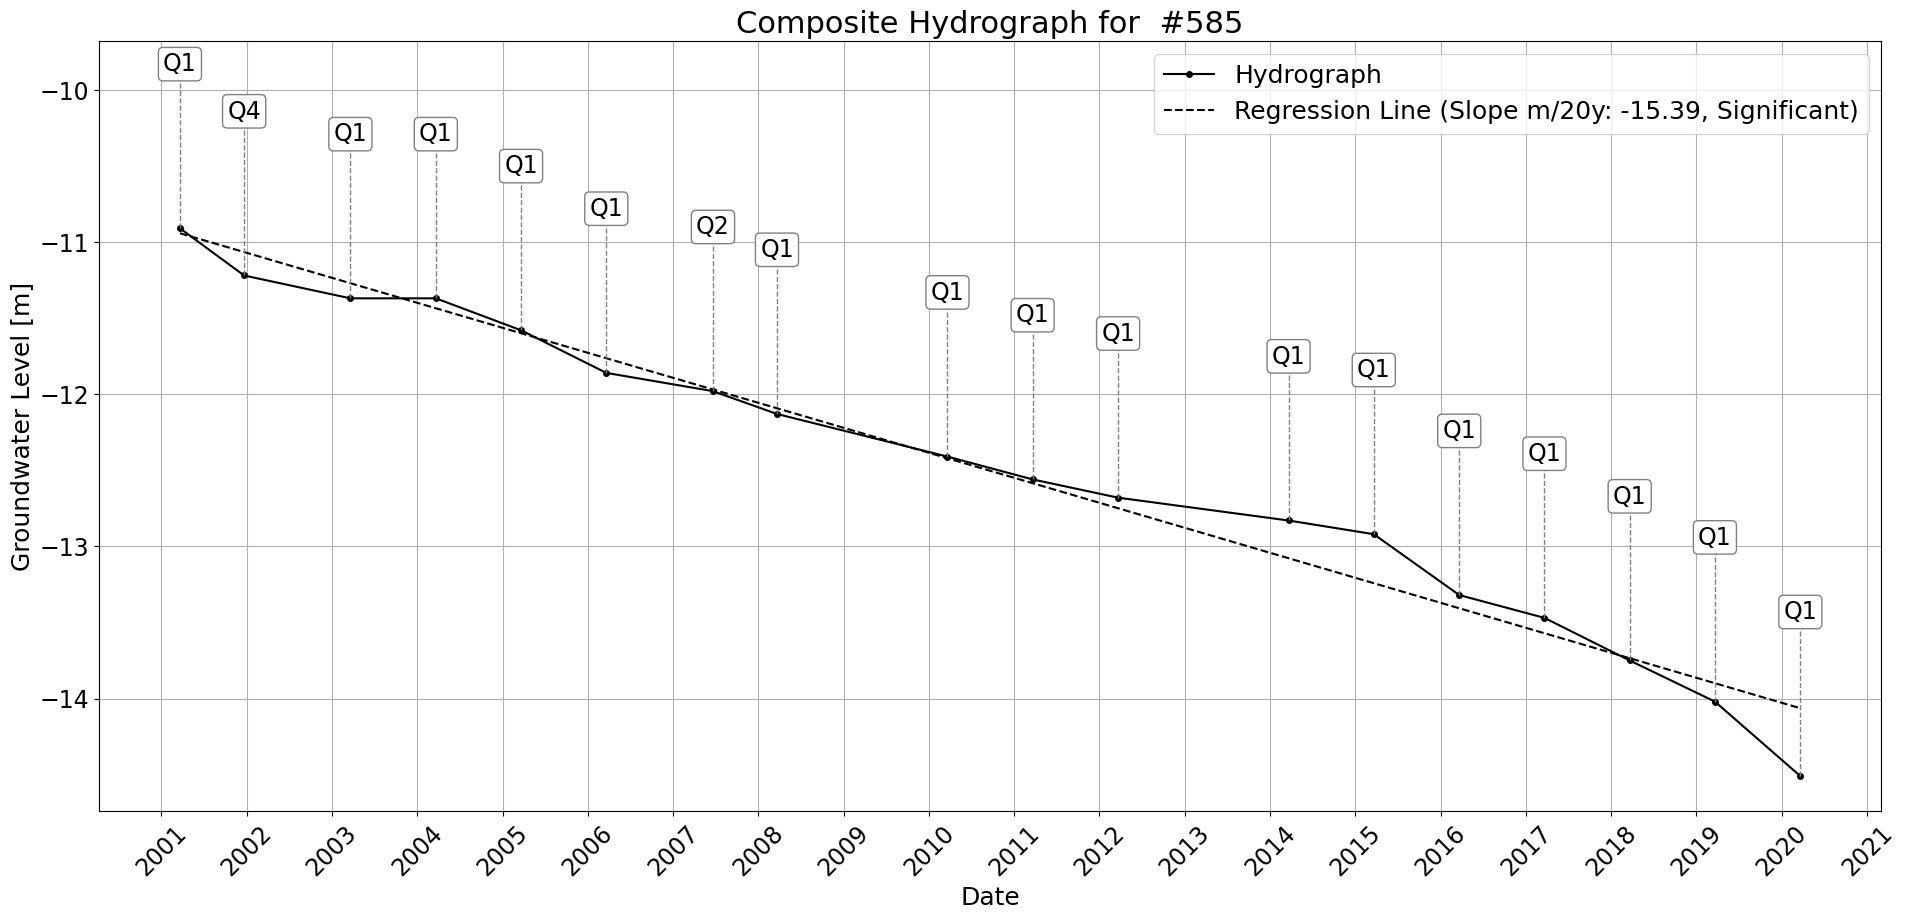 Composite Hydrograph for  #585
Hydrograph
Regression Line (Slope m/20y: -15.39, Significant)
Q1
Q4
Q1
Q1
Q1
Q1
Q2
Q1
Q1
Q1
Q1
Q1
Q1
Q1
Q1
Q1
Q1
Q1
Groundwater Level [m]
−10
−11
−12
−13
−14
2001
2002
2003
2004
2005
2006
2007
2008
2009
2010
2011
2012
2013
2014
2015
2016
2017
2018
2019
2020
2021
Date